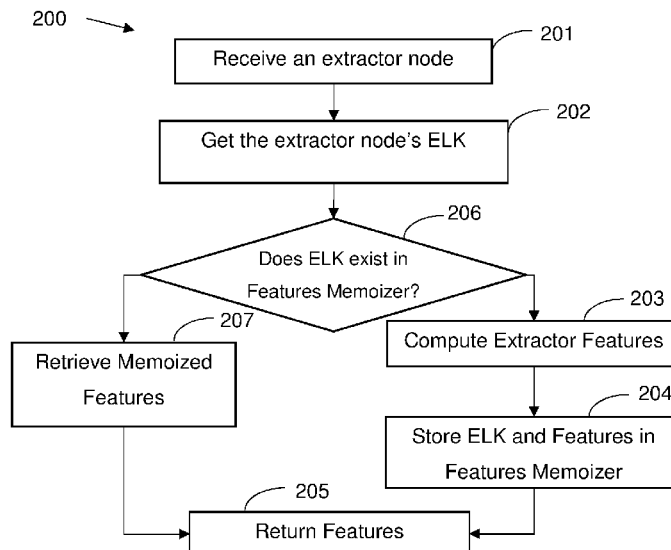 200
201
Receive an extractor node
202
Get the extractor node's ELK
206
Does ELK exist in
Features Memoizer?
207
203
Retrieve Memoized
Features
Compute Extractor Features
204
Store ELK and Features in
Features Memoizer
205
Return Features